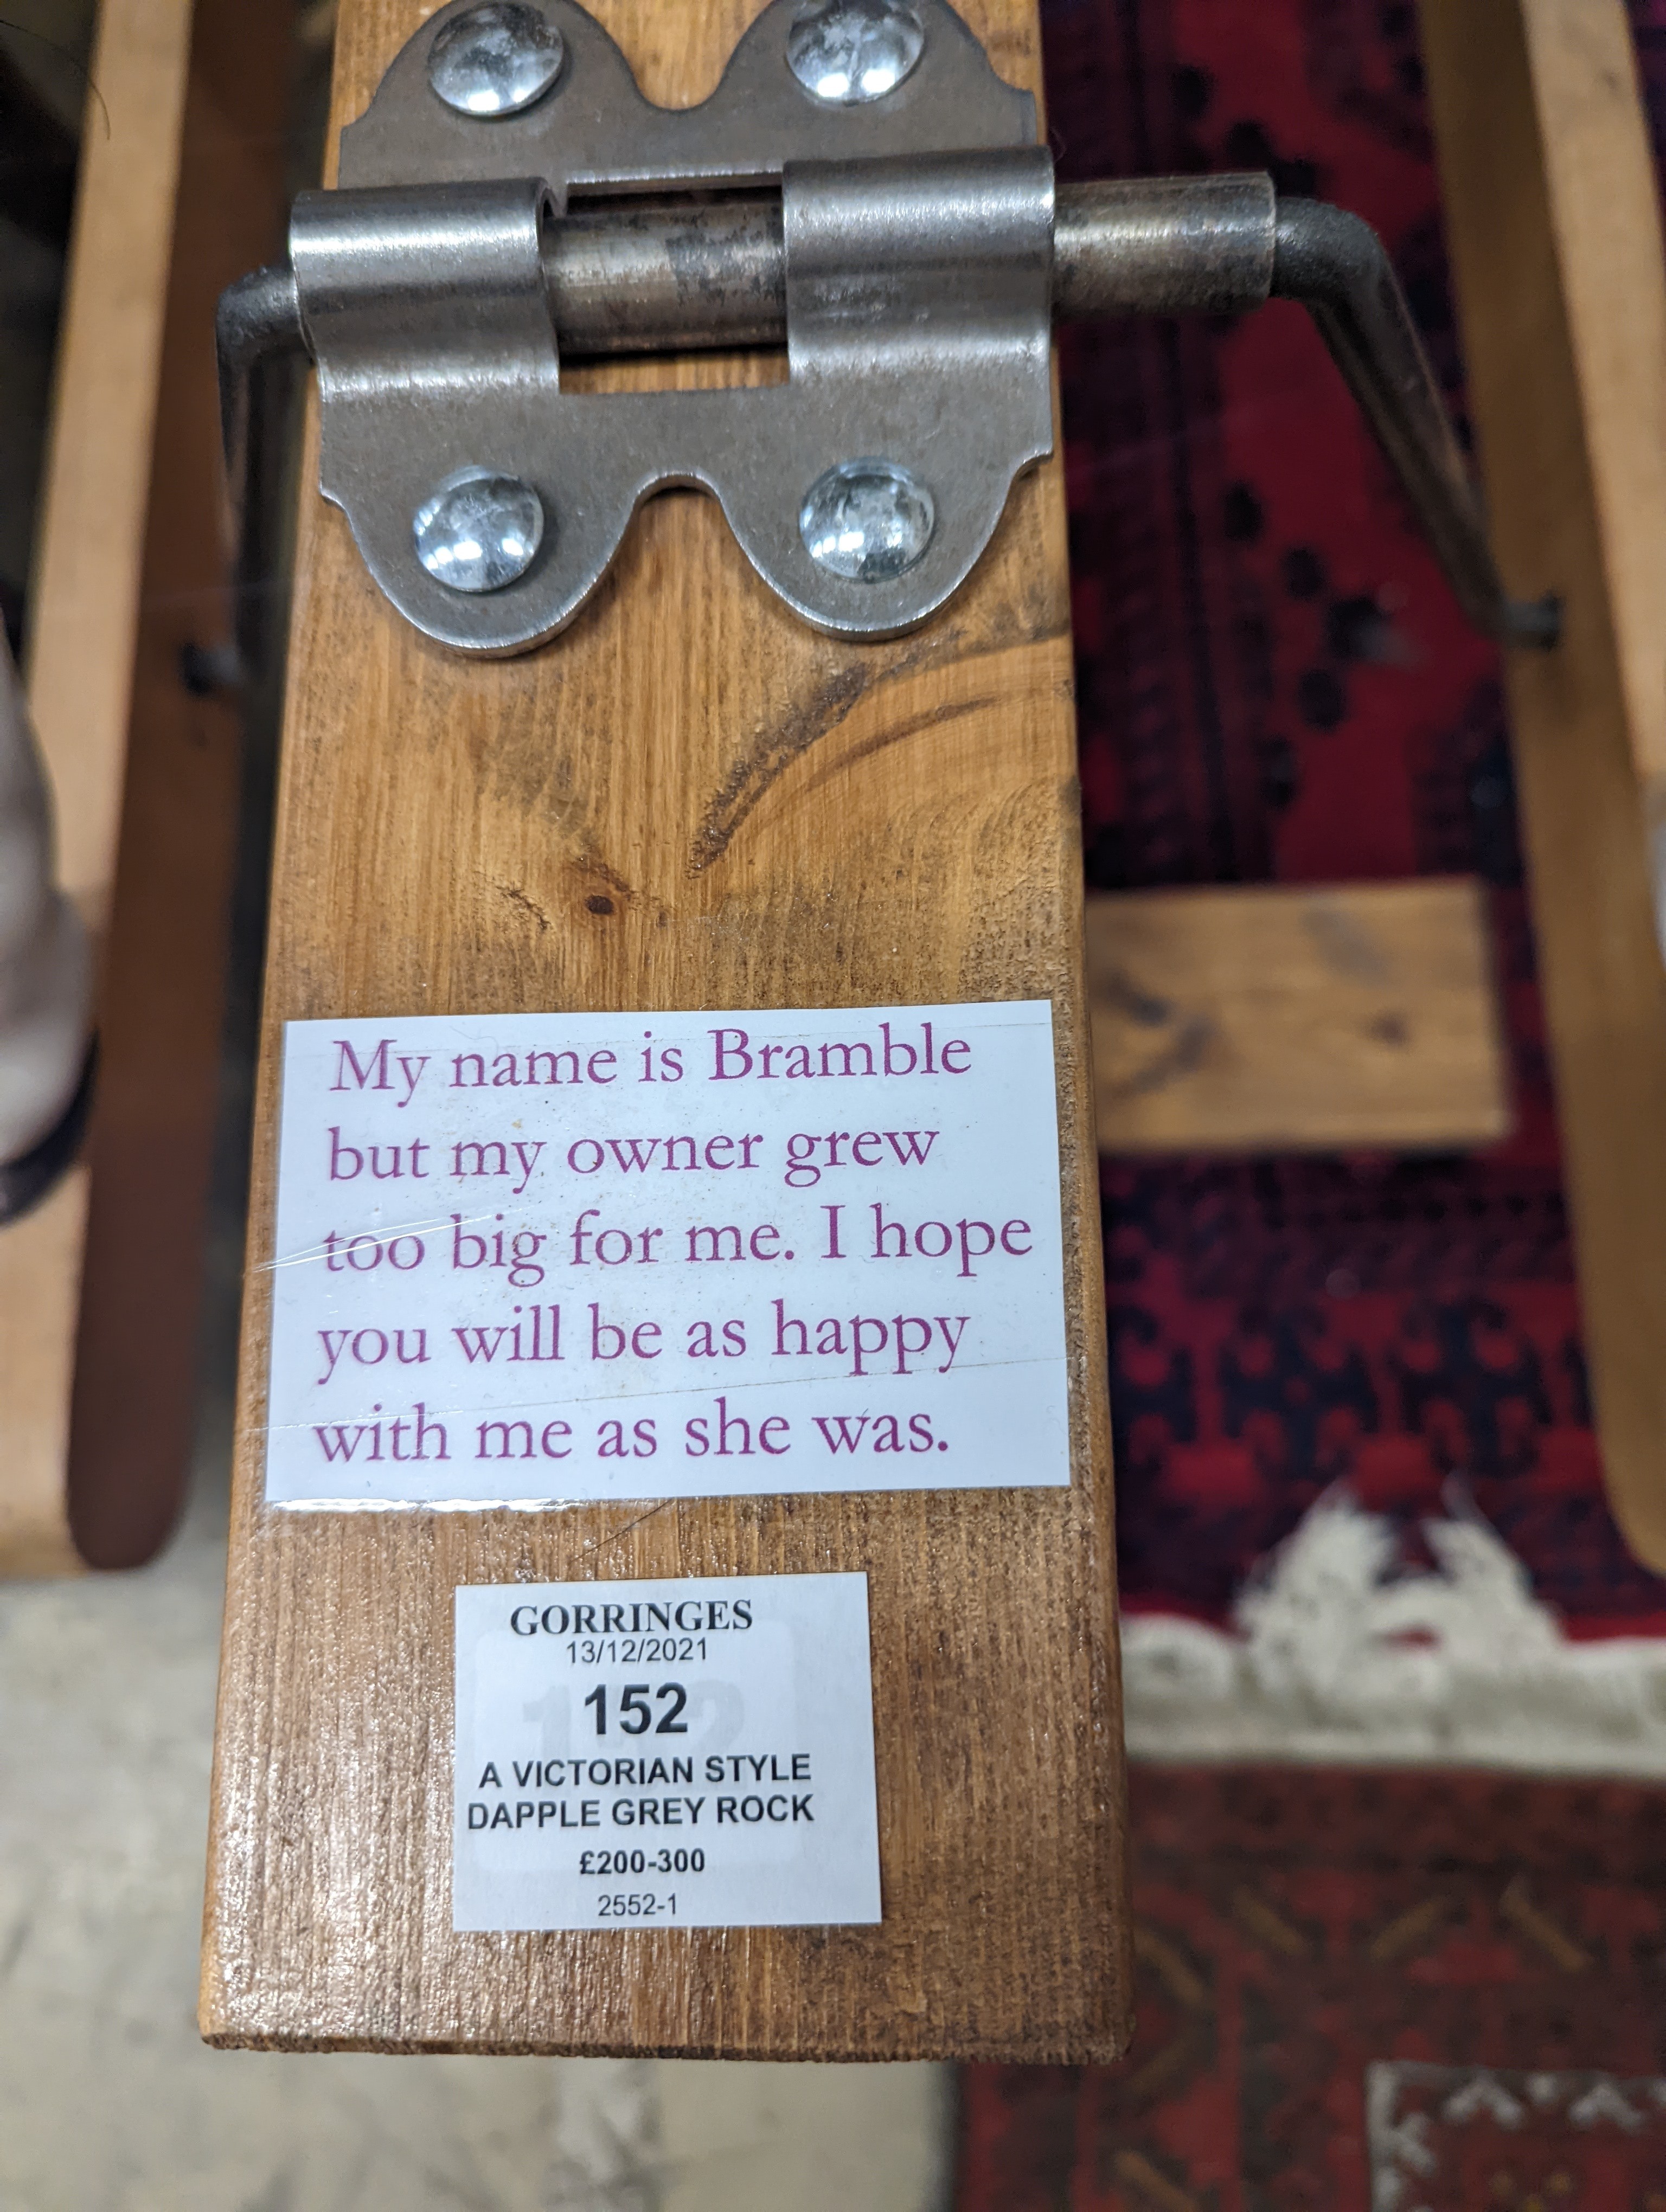 My name is Bramble
but my owner grew
too big for me. I hope
you will be as happy
with me as she was.
GORRINGES
13/12/2021
152
A VICTORIAN STYLE
DAPPLE GREY ROCK
£200-300
2552-1